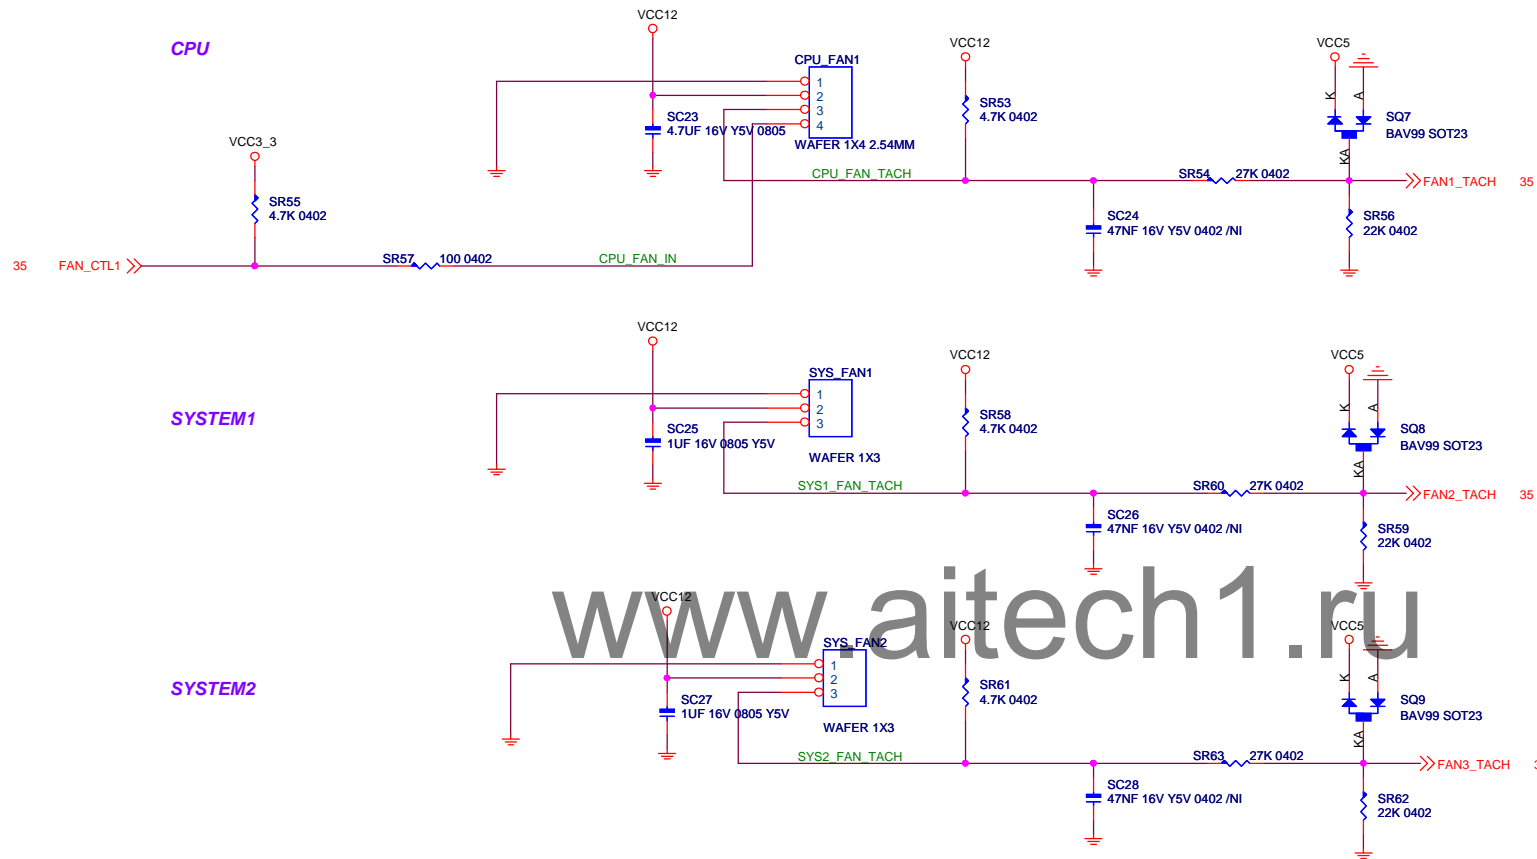 CPU
VCC12
CPU_FAN1
1
2
3
4
WAFER 1X4 2.54MM
SC23
4.7UF 16V Y5V 0805
VCC12
SR53
4.7K 0402
VCC5
K
A
KA
SQ7
BAV99 SOT23
VCC3_3
SR55
4.7K 0402
CPU_FAN_TACH
SR54
27K 0402
FAN1_TACH
35
SC24
47NF 16V Y5V 0402 /NI
SR56
22K 0402
35
FAN_CTL1
SR57
100 0402
CPU_FAN_IN
SYSTEM1
VCC12
SYS_FAN1
1
2
3
WAFER 1X3
SC25
1UF 16V 0805 Y5V
VCC12
SR58
4.7K 0402
VCC5
K
A
KA
SQ8
BAV99 SOT23
SYS1_FAN_TACH
SR60
27K 0402
FAN2_TACH
35
SC26
47NF 16V Y5V 0402 /NI
SR59
22K 0402
www.aitech1.ru
SYSTEM2
VCC12
SYS_FAN2
1
2
3
WAFER 1X3
SC27
1UF 16V 0805 Y5V
VCC12
SR61
4.7K 0402
VCC5
K
A
KA
SQ9
BAV99 SOT23
SYS2_FAN_TACH
SR63
27K 0402
FAN3_TACH
SC28
47NF 16V Y5V 0402 /NI
SR62
22K 0402